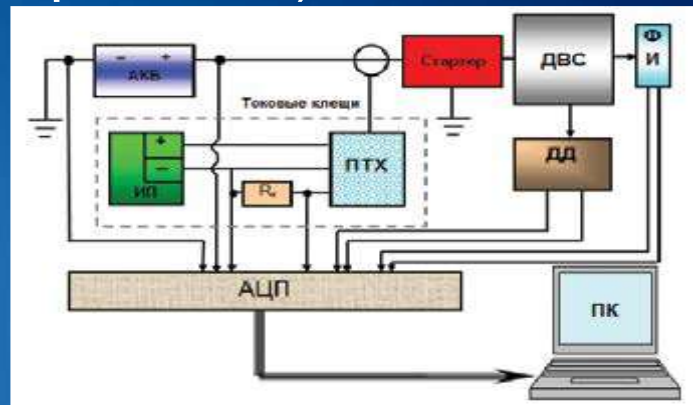 − +
АКБ
Стартер
ДВС
Ф
И
Токовые клещи
+
−
ИП
ПТХ
ДД
АЦП
ПК